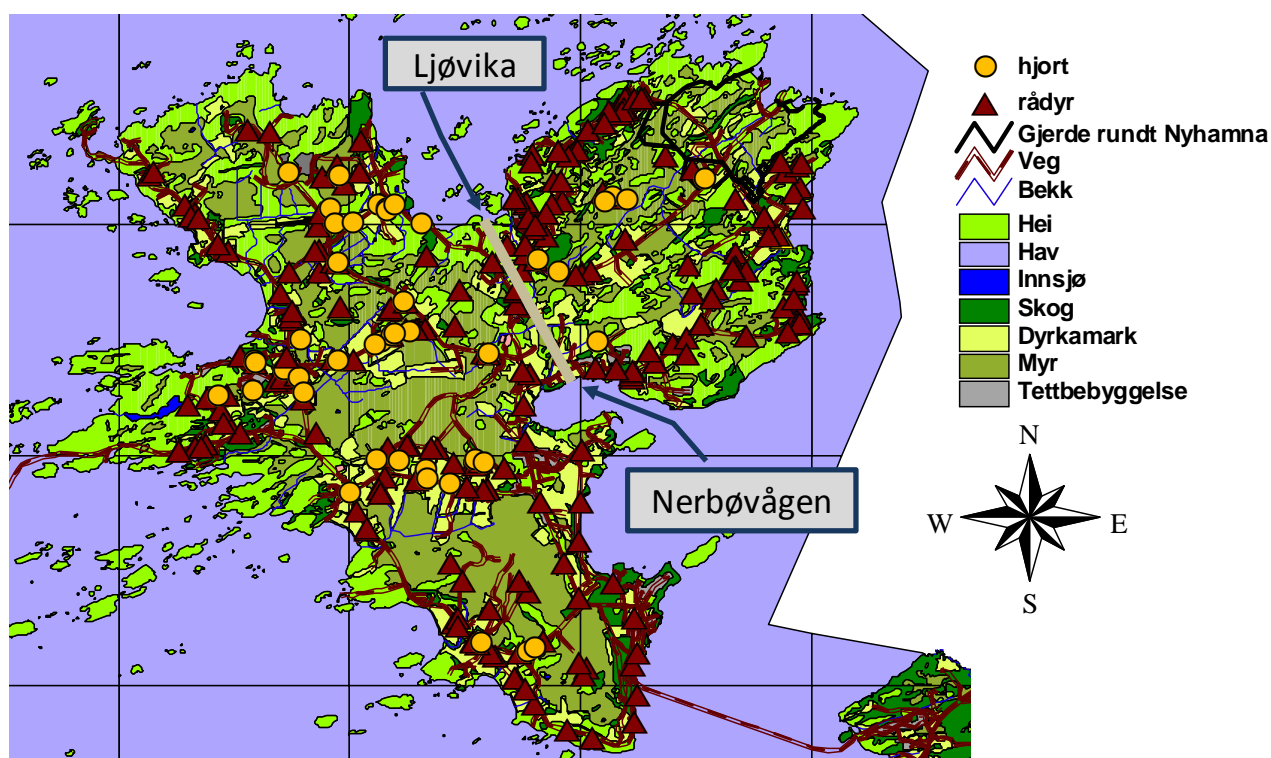 Ljøvika
hjort
rådyr
Gjerde rundt Nyhamna
Veg
Bekk
Hei
Hav
Innsjø
Skog
Dyrkamark
Myr
Tettbebyggelse
Nerbøvågen
N
W
E
S